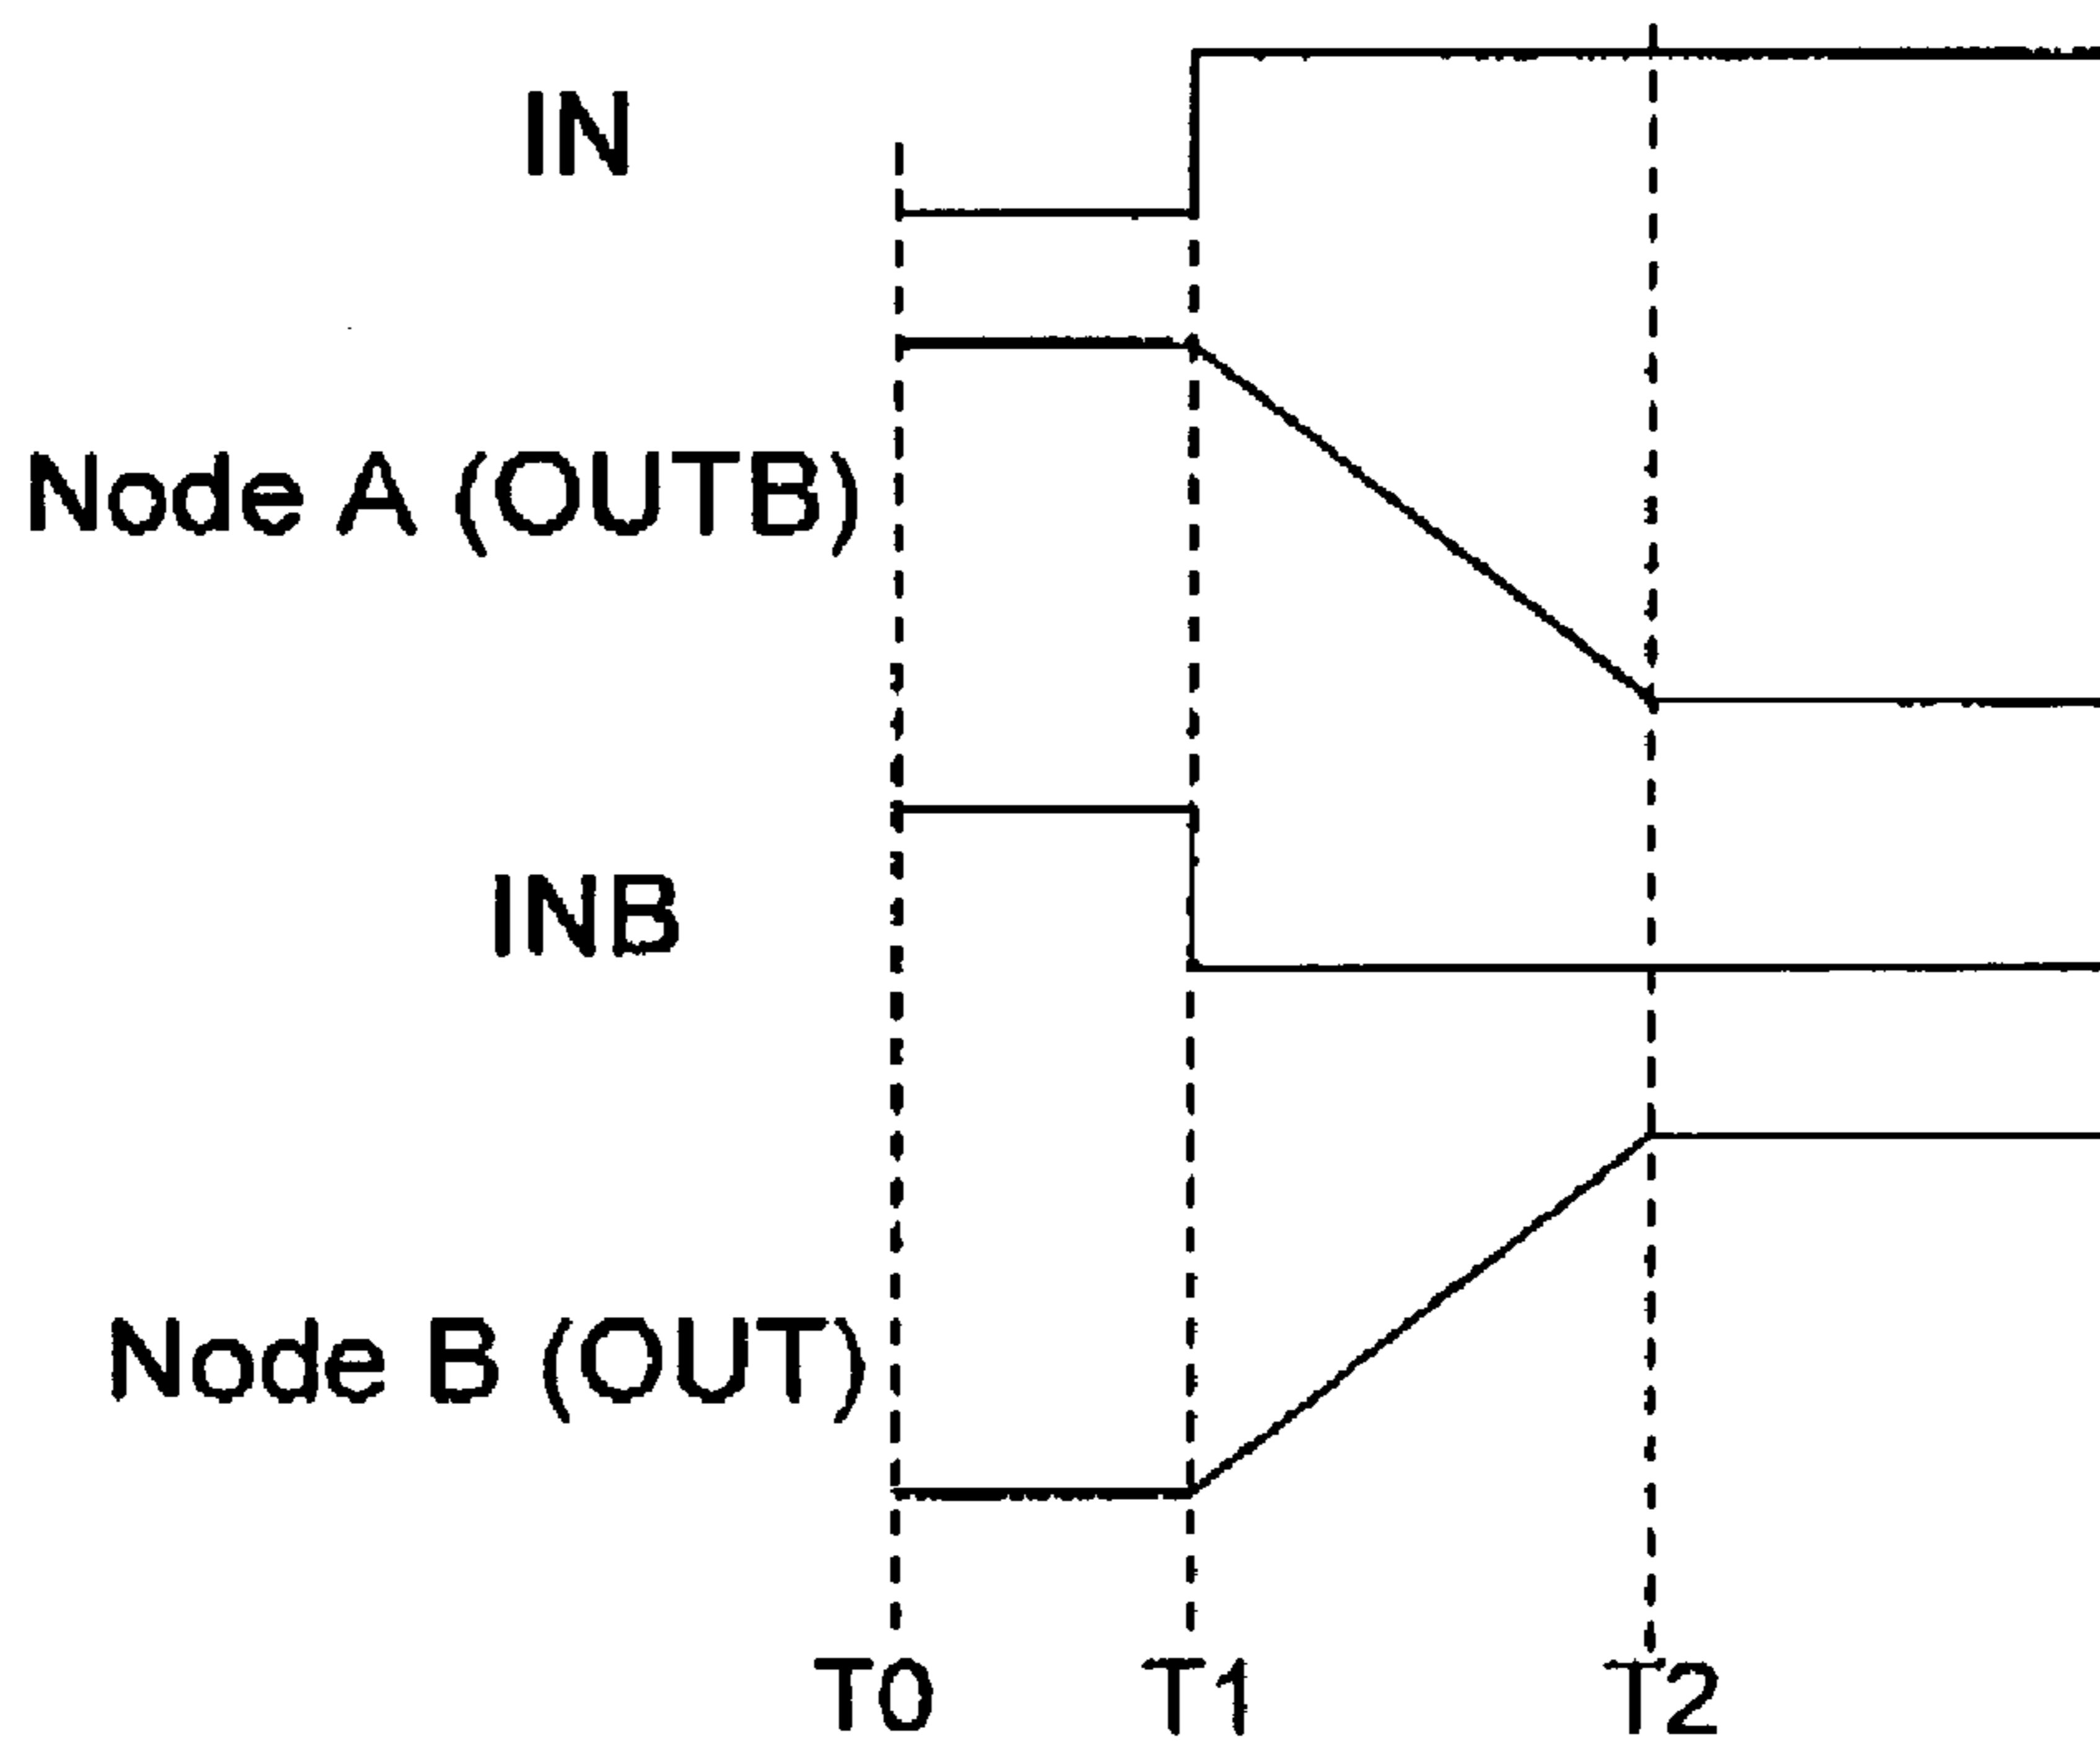 IN
Node A (OUTB)
INB
Node B (OUT)
T0 T1 T2